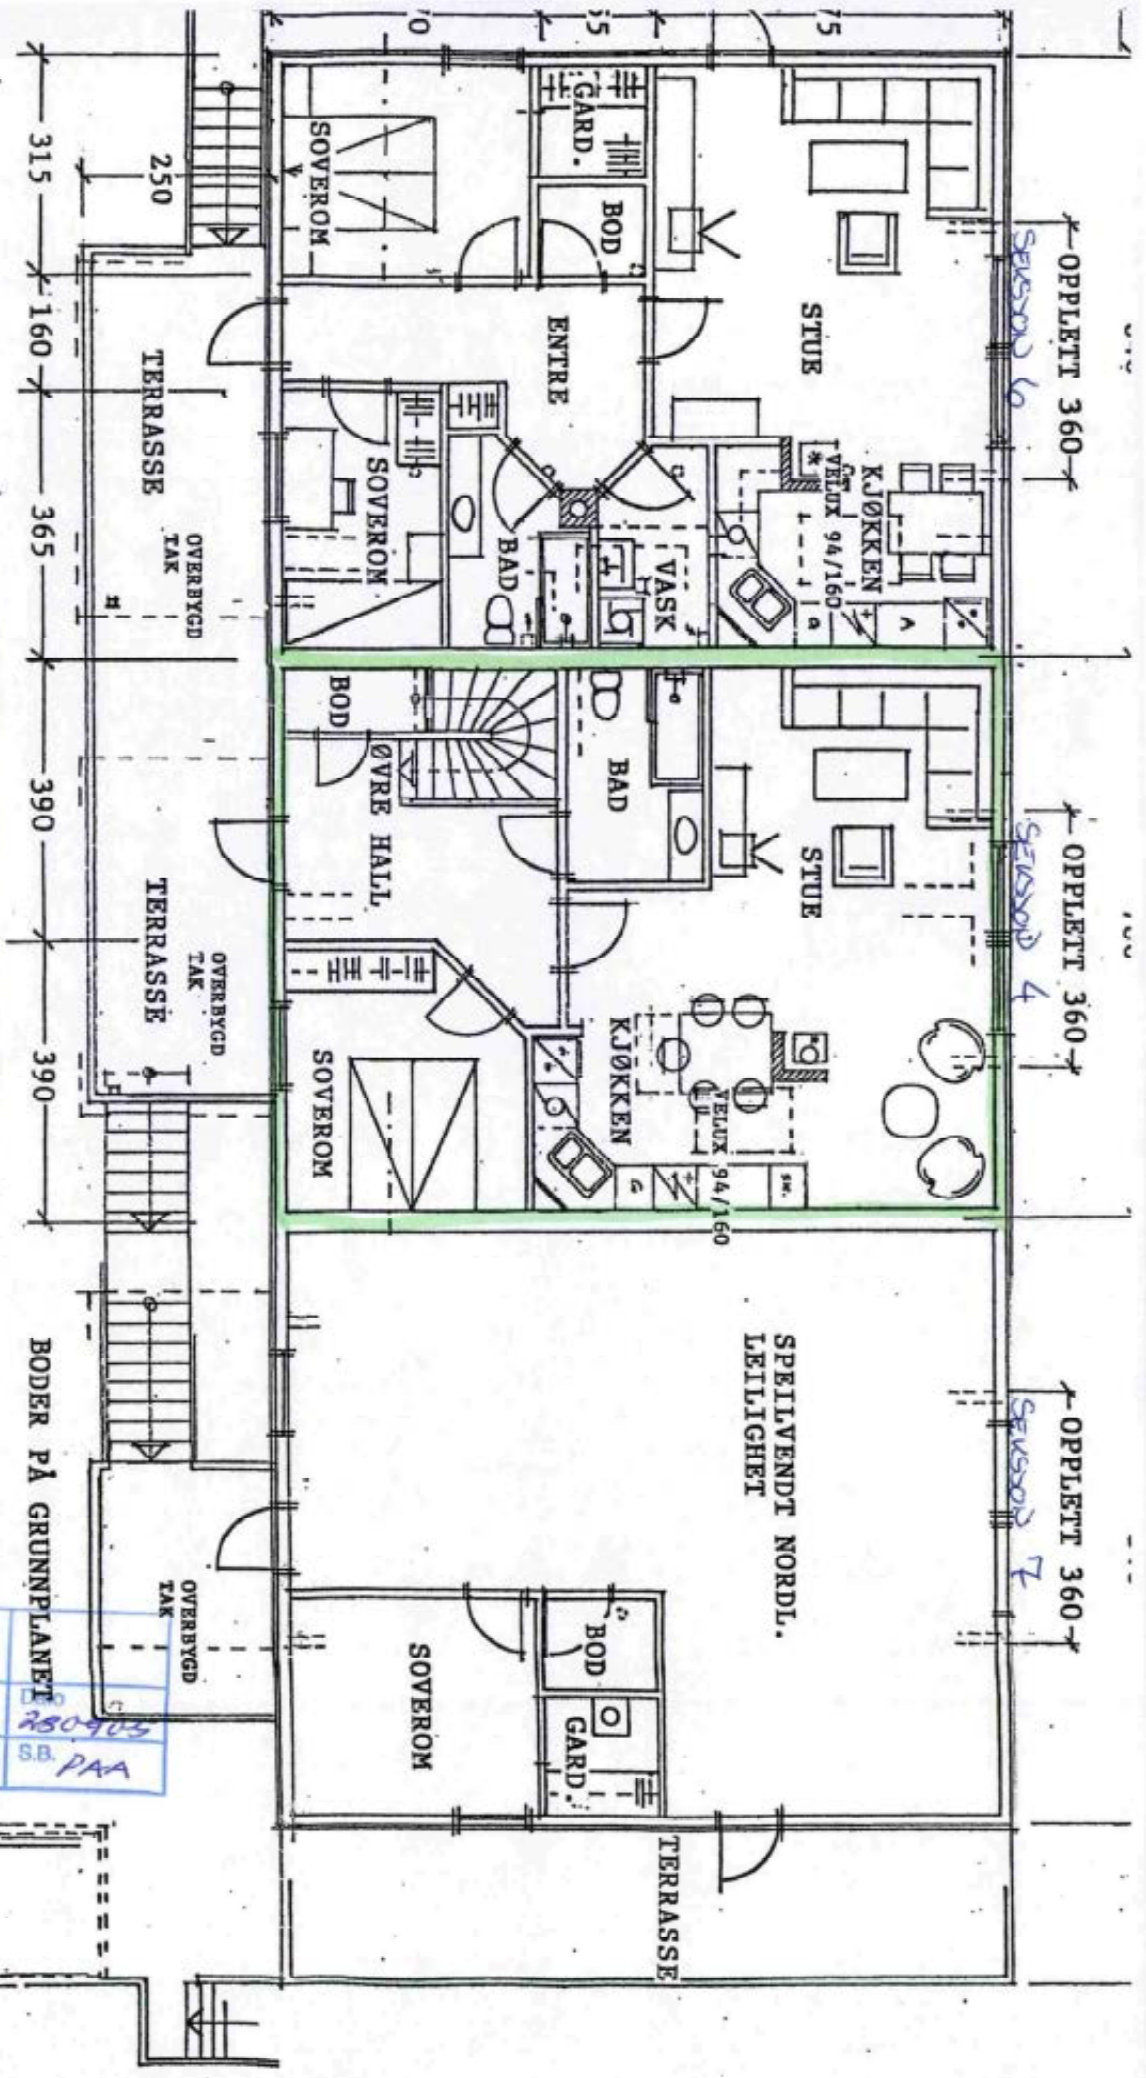 OPPLETT 360
SEKSJON 6
OPPLETT 360
SEKSJON 4
OPPLETT 360
SEKSJON 7
STUE
KJØKKEN
VELUX 94/160
GARD.
BOD
ENTRE
VASK
BAD
SOVEROM
SOVEROM
A
G
STUE
KJØKKEN
VELUX 94/160
SK.
G
BAD
BOD
ØVRE HALL
SOVEROM
SPEILVENDT NORDL.
LEILIGHET
BOD
GARD.
SOVEROM
TERRASSE
TERRASSE
OVERBYGD
TAK
TERRASSE
OVERBYGD
TAK
OVERBYGD
TAK
250
315
160
365
390
390
BODER PÅ GRUNNPLANET
Dato
280905
S.B. PAA